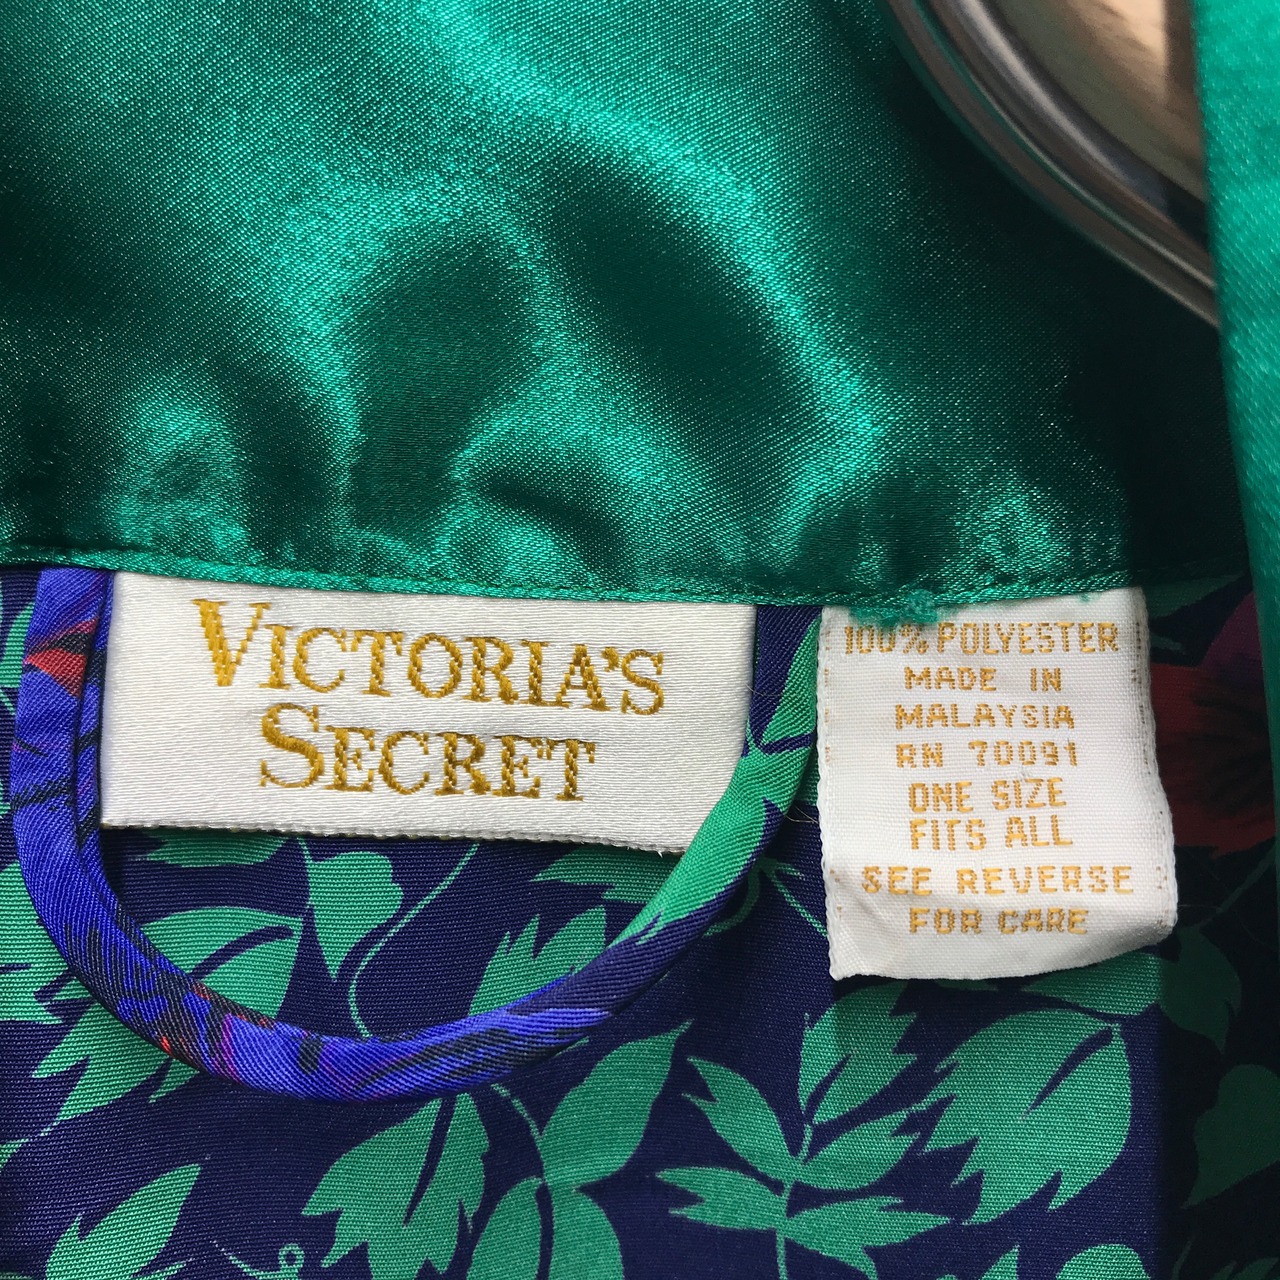 VICTORIA'S
SECRET
100% POLYESTER
MADE IN
MALAYSIA
RN 70091
ONE SIZE
FITS ALL
SEE REVERSE
FOR CARE